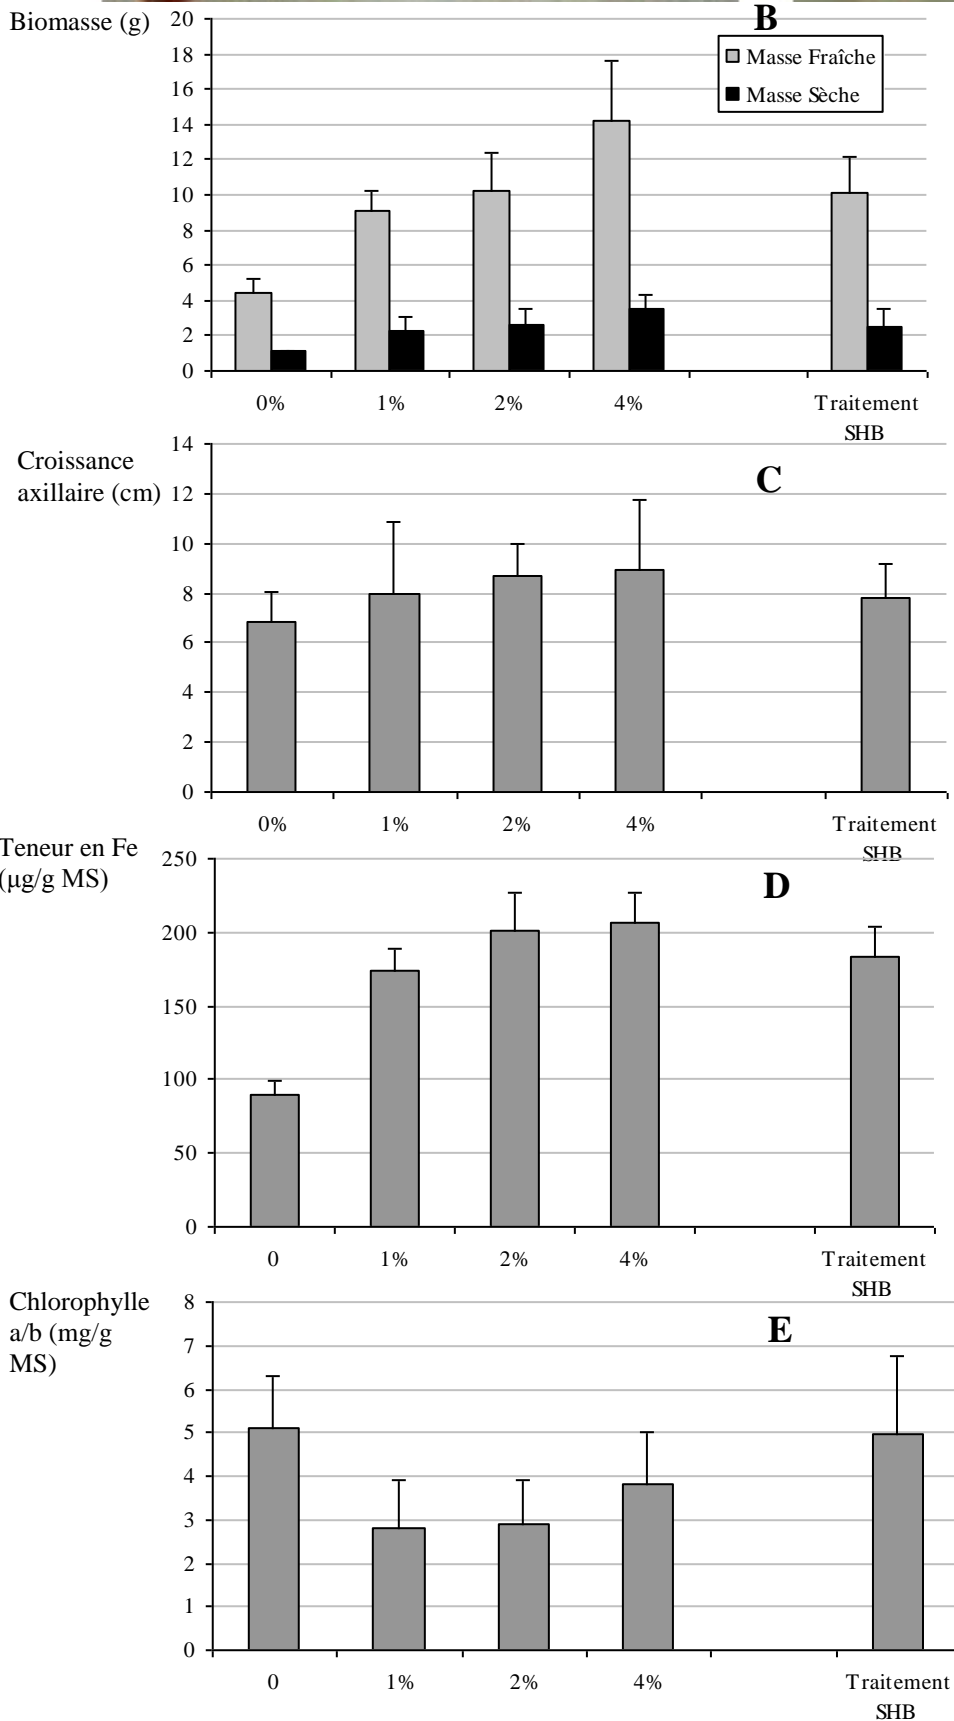 Biomasse (g)
B
20
18
16
14
12
10
8
6
4
2
0
Masse Fraîche
Masse Sèche
0% 1% 2% 4% Traitement
SHB
Croissance
axillaire (cm)
C
14
12
10
8
6
4
2
0
0% 1% 2% 4% Traitement
SHB
Teneur en Fe
(µg/g MS)
D
250
200
150
100
50
0
0 1% 2% 4% Traitement
SHB
Chlorophylle
a/b (mg/g
MS)
E
8
7
6
5
4
3
2
1
0
0 1% 2% 4% Traitement
SHB